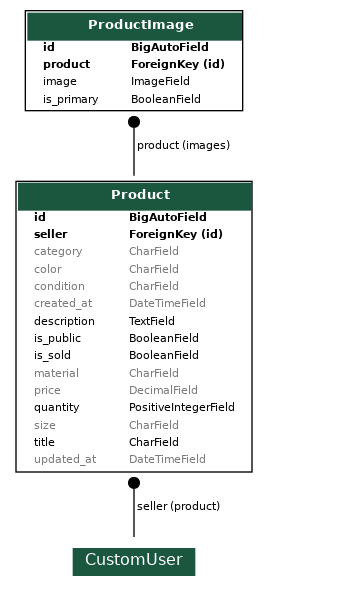 ProductImage
id BigAutoField
product ForeignKey (id)
image ImageField
is_primary BooleanField
product (images)
Product
id BigAutoField
seller ForeignKey (id)
category CharField
color CharField
condition CharField
created_at DateTimeField
description TextField
is_public BooleanField
is_sold BooleanField
material CharField
price DecimalField
quantity PositiveIntegerField
size CharField
title CharField
updated_at DateTimeField
seller (product)
CustomUser